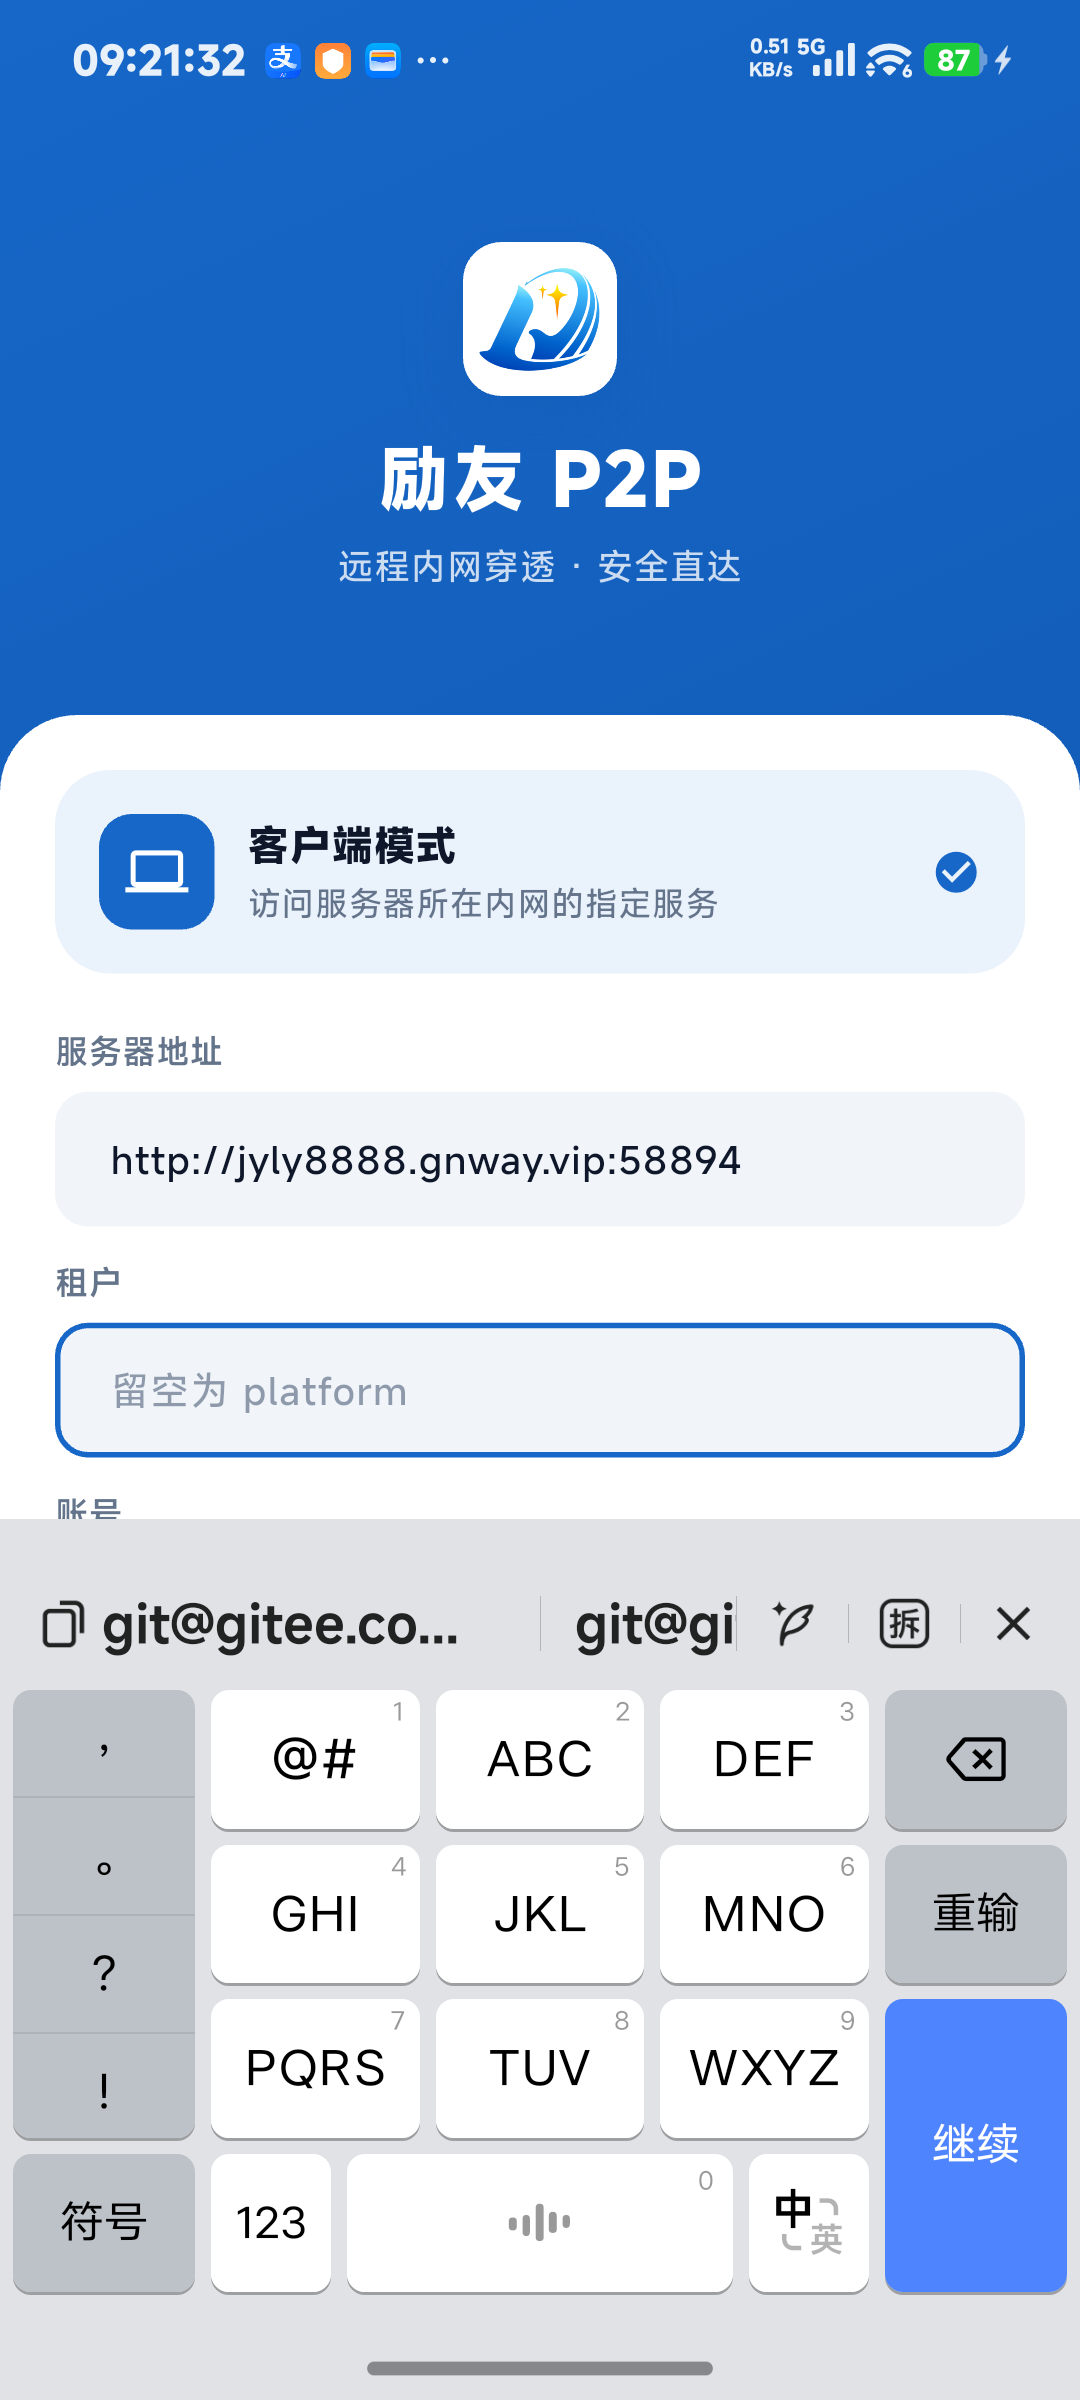 09:21:32 支 ··· 0.51 KB/s 5G 6 87
励友 P2P
远程内网穿透 · 安全直达
客户端模式
访问服务器所在内网的指定服务
服务器地址
http://jyly8888.gnway.vip:58894
租户
留空为 platform
账号
git@gitee.co... git@gi 拆
, @# 1 ABC 2 DEF 3
。 GHI 4 JKL 5 MNO 6 重输
? PQRS 7 TUV 8 WXYZ 9 继续
!
符号 123 0 中 英